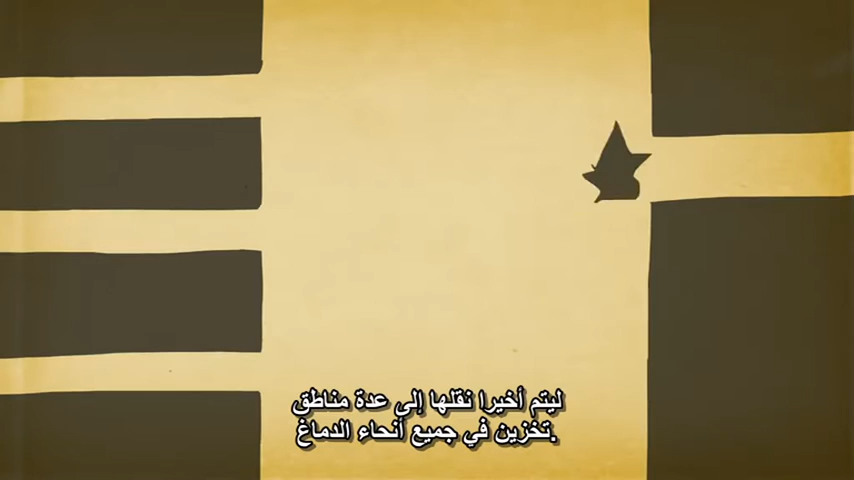 ليتم أخيرا نقلها إلى عدة مناطق
تخزين في جميع أنحاء الدماغ.